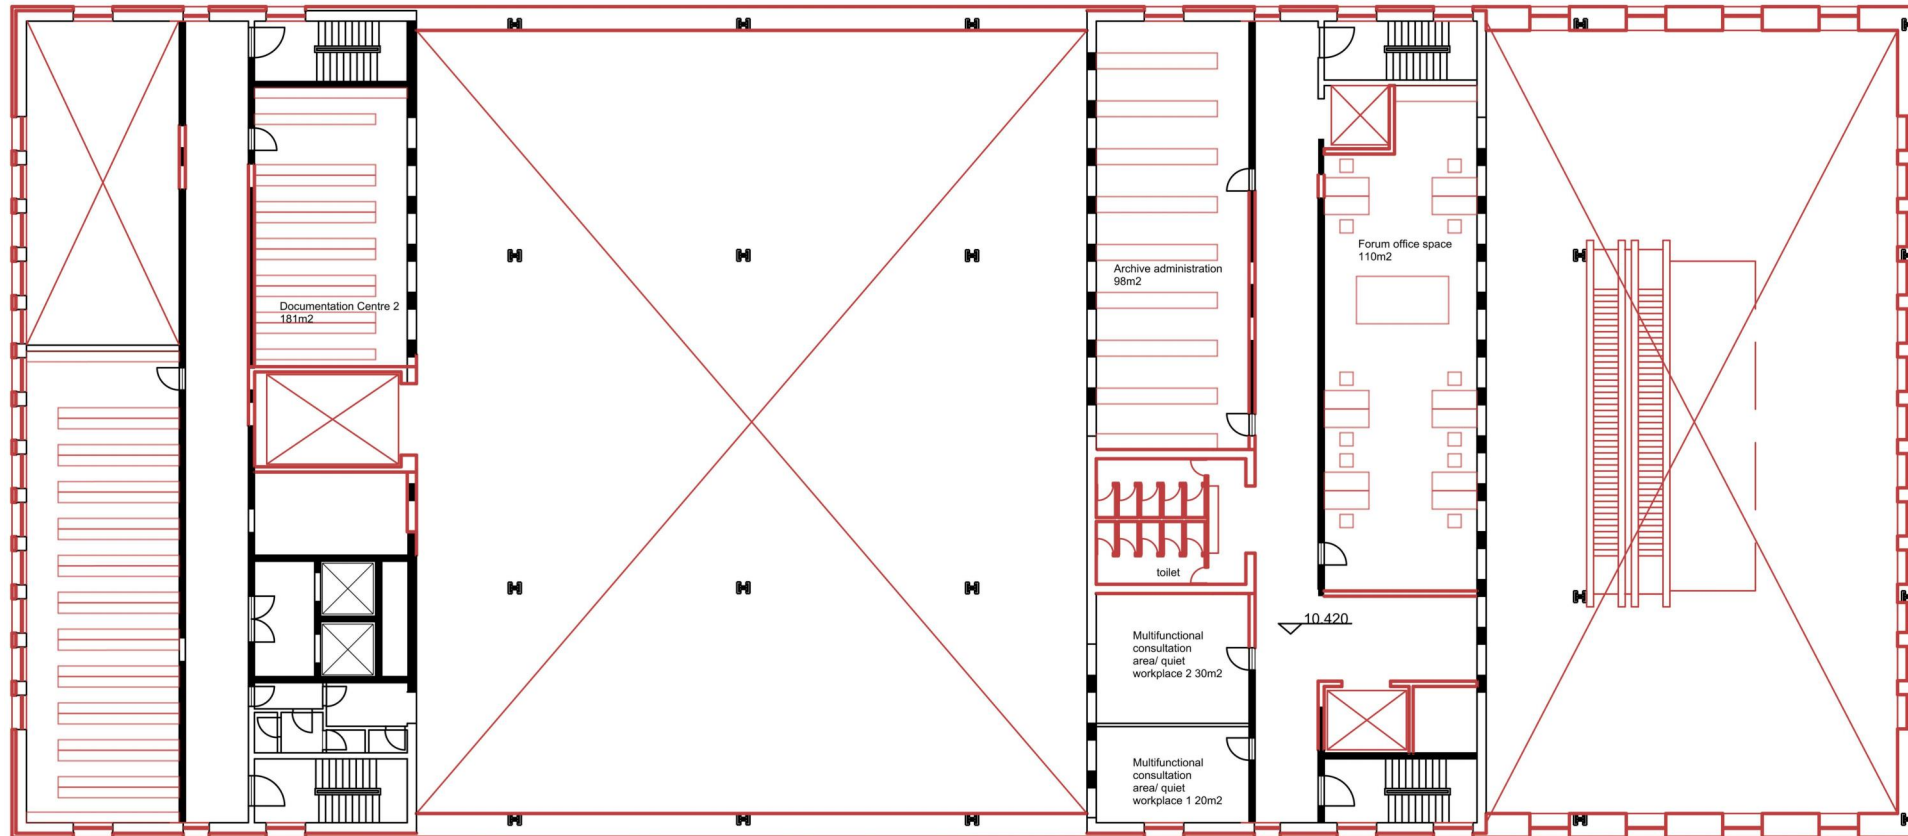 Documentation Centre 2
181m2
Archive administration
98m2
Forum office space
110m2
toilet
10.420
Multifunctional
consultation
area/ quiet
workplace 2 30m2
Multifunctional
consultation
area/ quiet
workplace 1 20m2